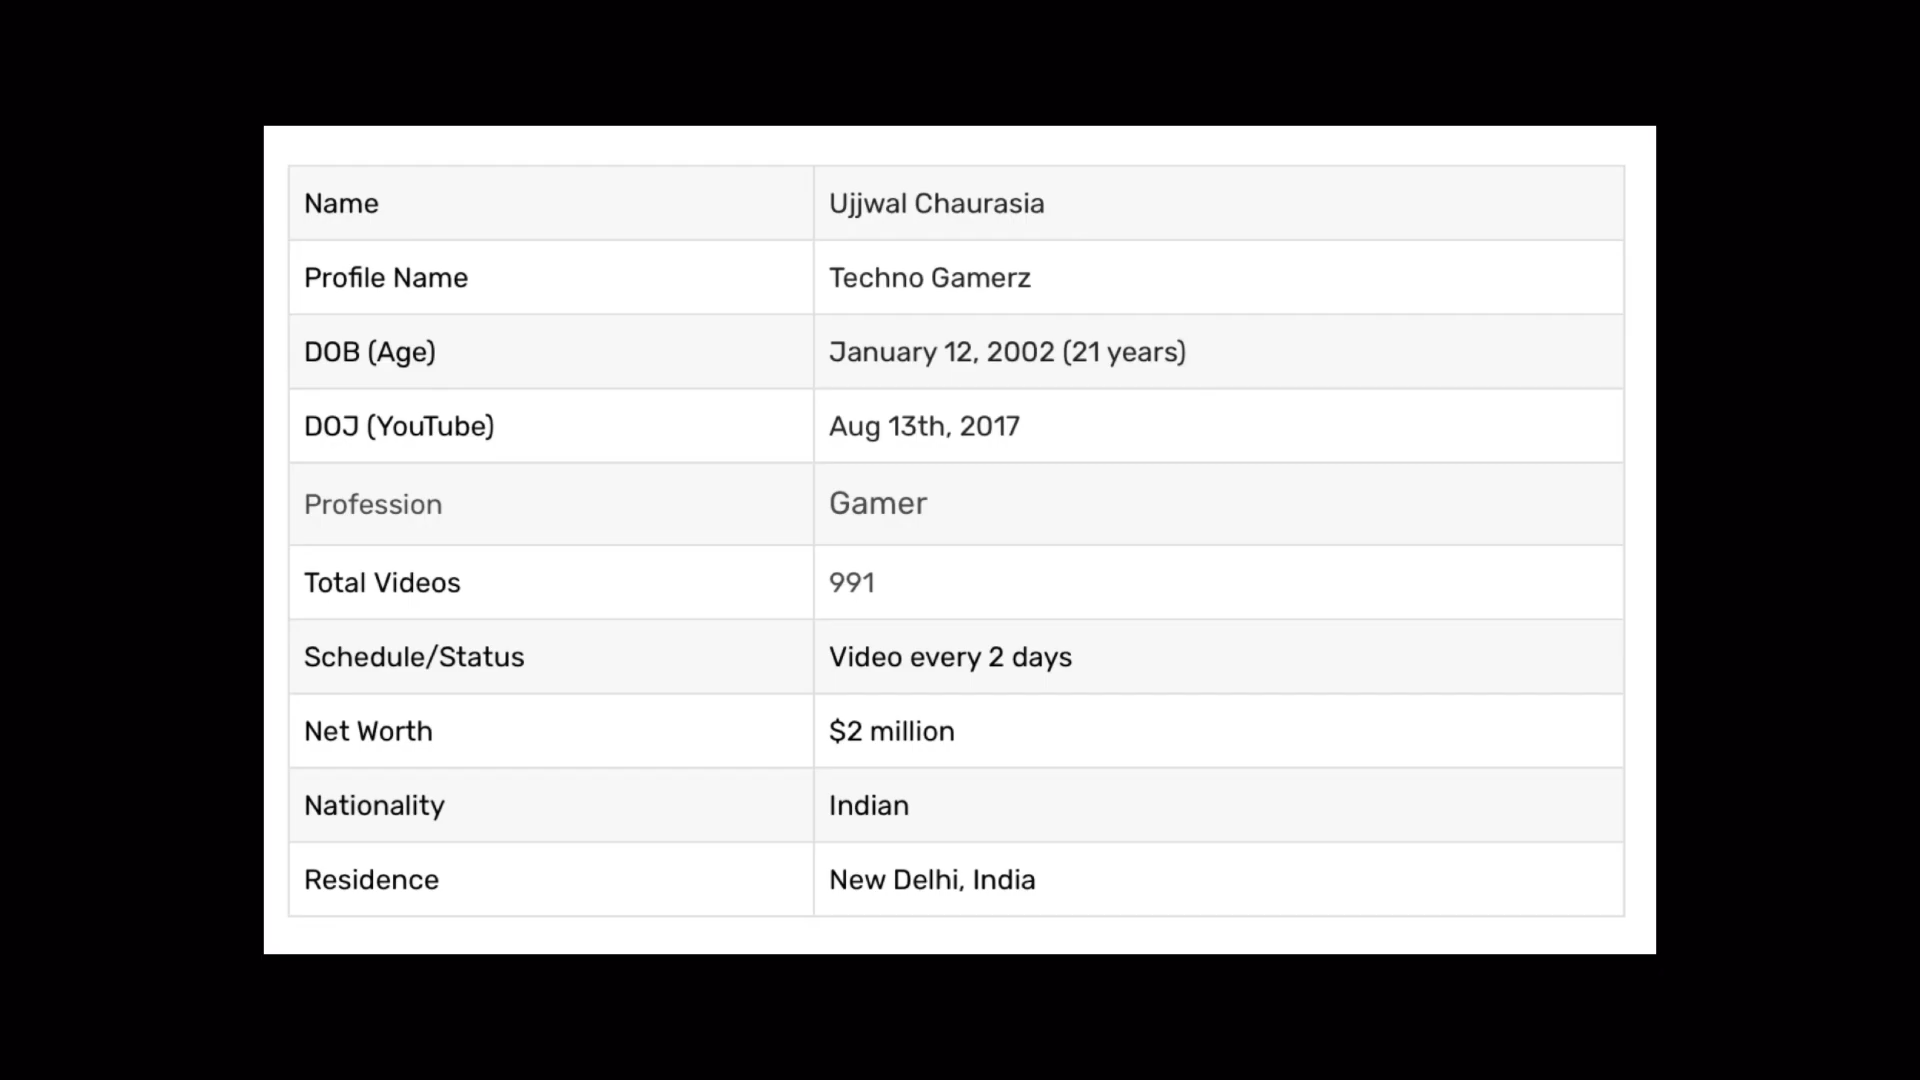 Name Ujjwal Chaurasia
Profile Name Techno Gamerz
DOB (Age) January 12, 2002 (21 years)
DOJ (YouTube) Aug 13th, 2017
Profession Gamer
Total Videos 991
Schedule/Status Video every 2 days
Net Worth $2 million
Nationality Indian
Residence New Delhi, India